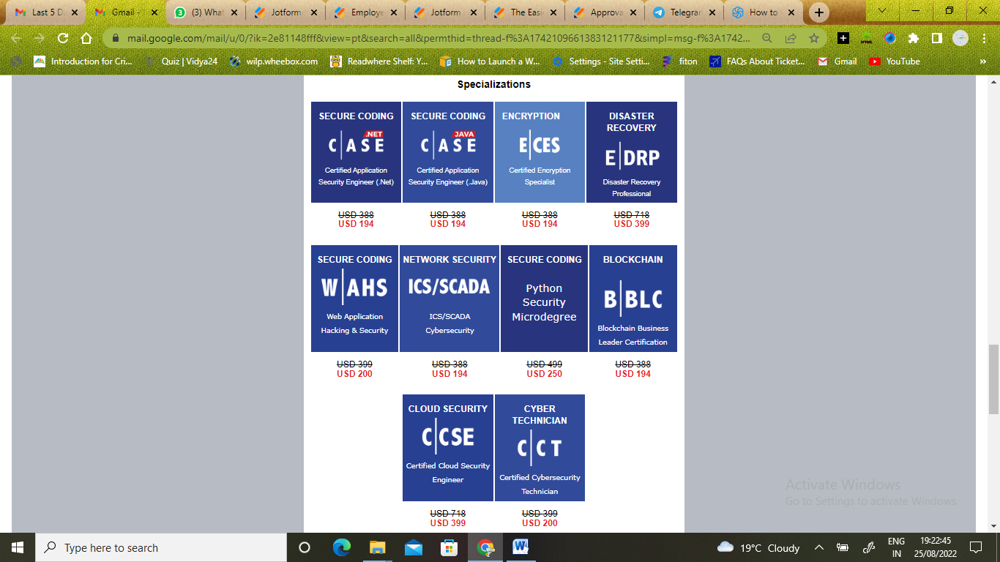 Last 5 D
Gmail -
(3) What
Jotform
Employe
Jotform
The Easi
Approva
Telegran
How to
mail.google.com/mail/u/0/?ik=2e81148fff&view=pt&search=all&permthid=thread-f%3A1742109661383121177&simpl=msg-f%3A1742...
Introduction for Cri...
Quiz | Vidya24
wilp.wheebox.com
Readwhere Shelf: Y...
How to Launch a W...
Settings - Site Setti...
fiton
FAQs About Ticket...
Gmail
YouTube
»
Specializations
SECURE CODING
C|ASE .NET
Certified Application
Security Engineer (.Net)
USD 388
USD 194
SECURE CODING
C|ASE JAVA
Certified Application
Security Engineer (.Java)
USD 388
USD 194
ENCRYPTION
E|CES
Certified Encryption
Specialist
USD 388
USD 194
DISASTER
RECOVERY
E|DRP
Disaster Recovery
Professional
USD 718
USD 399
SECURE CODING
W|AHS
Web Application
Hacking & Security
USD 399
USD 200
NETWORK SECURITY
ICS/SCADA
ICS/SCADA
Cybersecurity
USD 388
USD 194
SECURE CODING
Python
Security
Microdegree
USD 499
USD 250
BLOCKCHAIN
B|BLC
Blockchain Business
Leader Certification
USD 388
USD 194
CLOUD SECURITY
C|CSE
Certified Cloud Security
Engineer
USD 718
USD 399
CYBER
TECHNICIAN
C|CT
Certified Cybersecurity
Technician
USD 399
USD 200
Activate Windows
Go to Settings to activate Windows.
Type here to search
19°C Cloudy
ENG
IN
19:22:45
25/08/2022